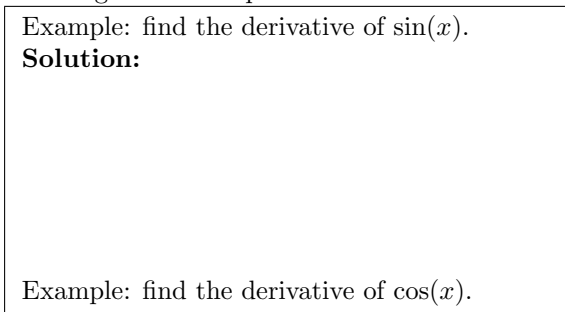 Example: find the derivative of sin(x).
Solution:
Example: find the derivative of cos(x).